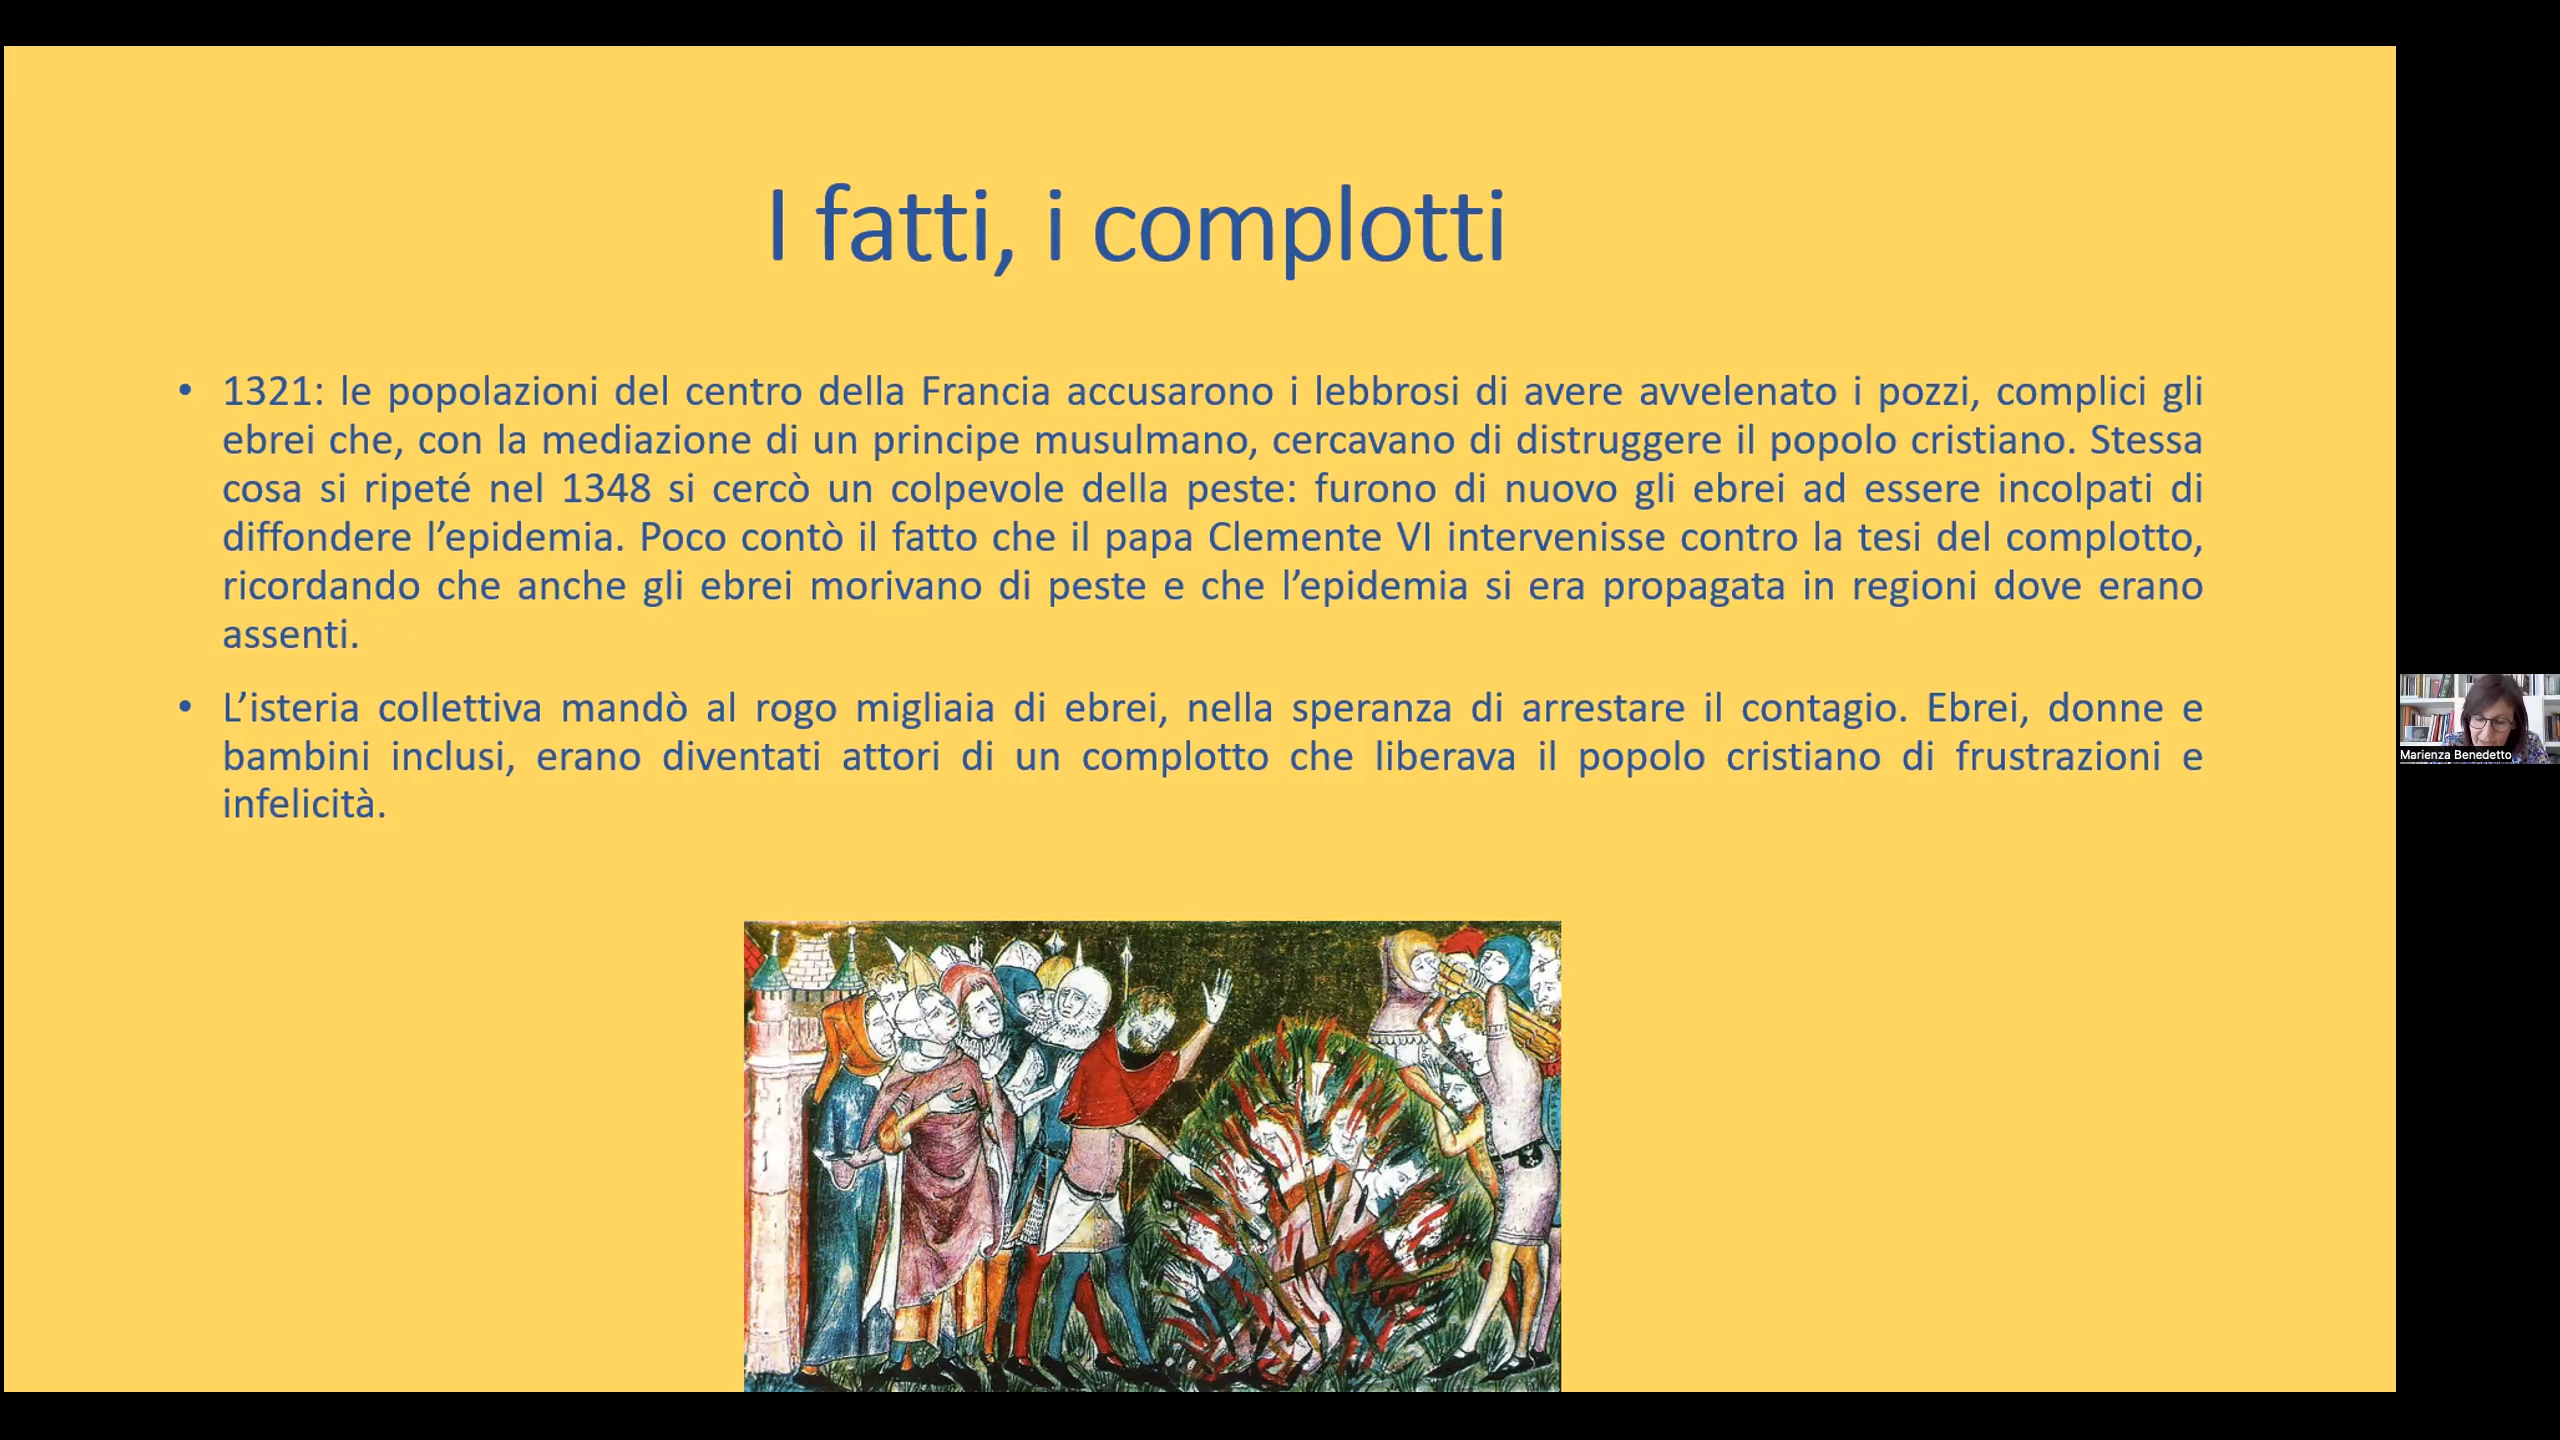 I fatti, i complotti
• 1321: le popolazioni del centro della Francia accusarono i lebbrosi di avere avvelenato i pozzi, complici gli
ebrei che, con la mediazione di un principe musulmano, cercavano di distruggere il popolo cristiano. Stessa
cosa si ripeté nel 1348 si cercò un colpevole della peste: furono di nuovo gli ebrei ad essere incolpati di
diffondere l’epidemia. Poco contò il fatto che il papa Clemente VI intervenisse contro la tesi del complotto,
ricordando che anche gli ebrei morivano di peste e che l’epidemia si era propagata in regioni dove erano
assenti.
• L’isteria collettiva mandò al rogo migliaia di ebrei, nella speranza di arrestare il contagio. Ebrei, donne e
bambini inclusi, erano diventati attori di un complotto che liberava il popolo cristiano di frustrazioni e
infelicità.
Marienza Benedetto